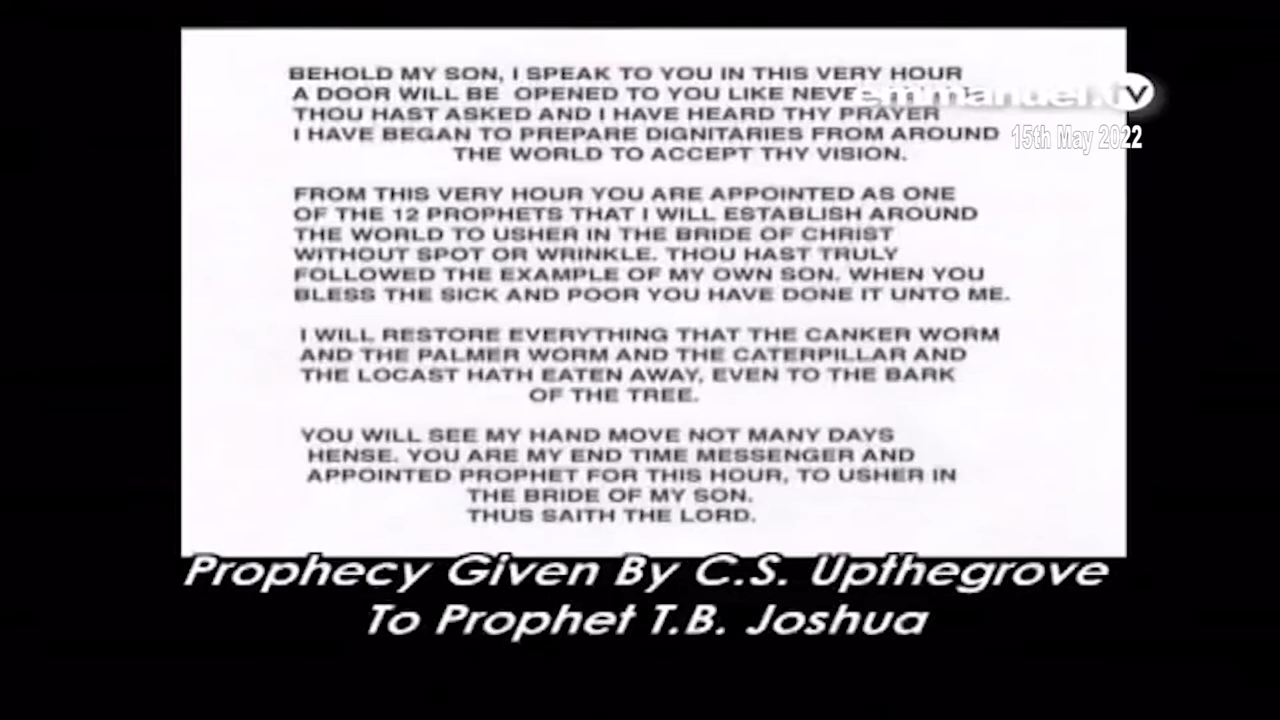 BEHOLD MY SON, I SPEAK TO YOU IN THIS VERY HOUR
A DOOR WILL BE OPENED TO YOU LIKE
emmanuel.tv
THOU HAST ASKED AND I HAVE HEARD THY PRAYER
I HAVE BEGAN TO PREPARE DIGNITARIES FROM AROUND
15th May 2022
THE WORLD TO ACCEPT THY VISION.
FROM THIS VERY HOUR YOU ARE APPOINTED AS ONE
OF THE 12 PROPHETS THAT I WILL ESTABLISH AROUND
THE WORLD TO USHER IN THE BRIDE OF CHRIST
WITHOUT SPOT OR WRINKLE. THOU HAST TRULY
FOLLOWED THE EXAMPLE OF MY OWN SON. WHEN YOU
BLESS THE SICK AND POOR YOU HAVE DONE IT UNTO ME.
I WILL RESTORE EVERYTHING THAT THE CANKER WORM
AND THE PALMER WORM AND THE CATERPILLAR AND
THE LOCAST HATH EATEN AWAY, EVEN TO THE BARK
OF THE TREE.
YOU WILL SEE MY HAND MOVE NOT MANY DAYS
HENSE. YOU ARE MY END TIME MESSENGER AND
APPOINTED PROPHET FOR THIS HOUR, TO USHER IN
THE BRIDE OF MY SON.
THUS SAITH THE LORD.
Prophecy Given By C.S. Upthegrove
To Prophet T.B. Joshua